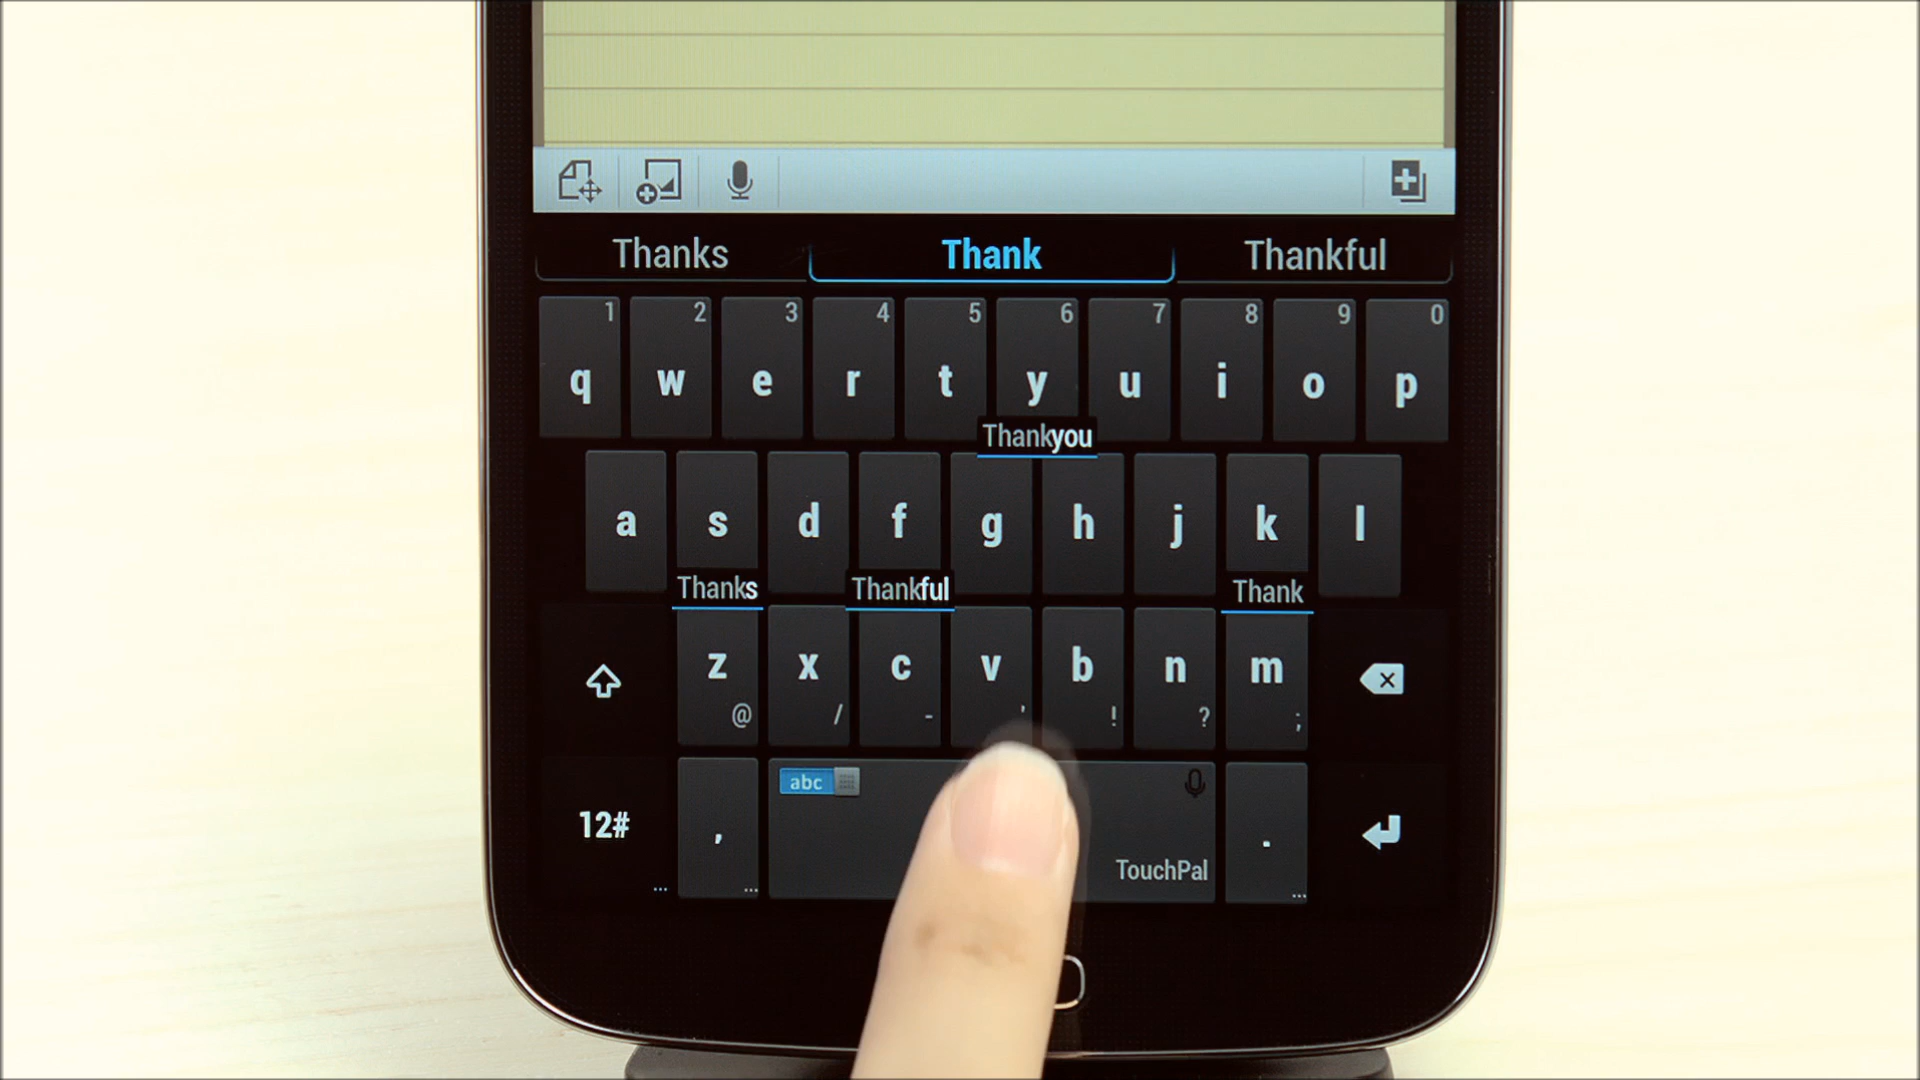 Thanks Thank Thankful
1 2 3 4 5 6 7 8 9 0
q w e r t y u i o p
Thankyou
a s d f g h j k l
Thanks Thankful Thank
z x c v b n m
@ / - ' ! ? ;
abc
12# , .
TouchPal
... ... ...